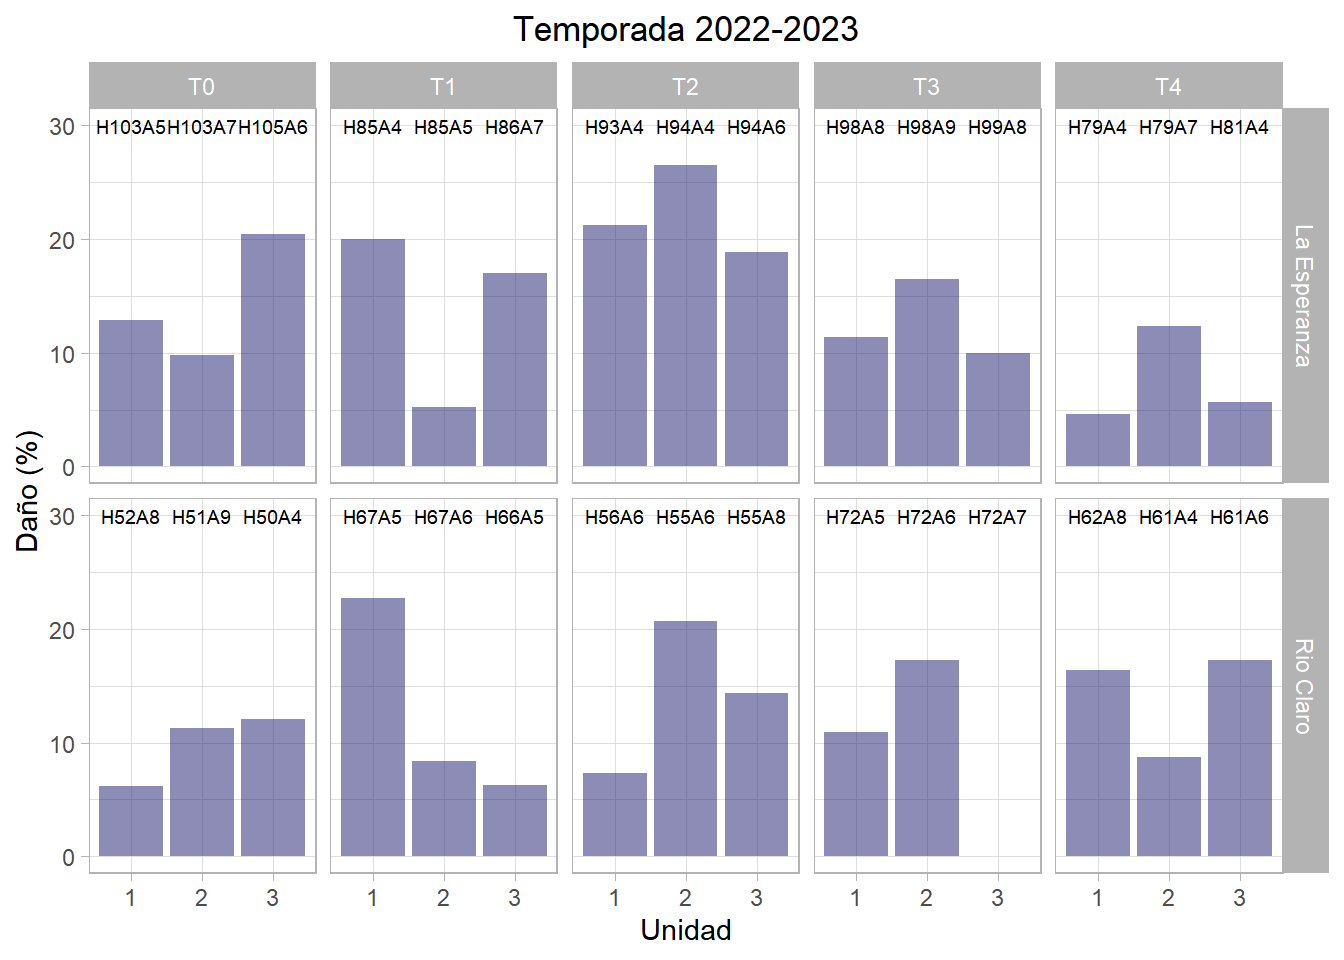 Temporada 2022-2023
T0 T1 T2 T3 T4
30 H103A5 H103A7 H105A6 H85A4 H85A5 H86A7 H93A4 H94A4 H94A6 H98A8 H98A9 H99A8 H79A4 H79A7 H81A4
20
10
0
La Esperanza
Daño (%)
30 H52A8 H51A9 H50A4 H67A5 H67A6 H66A5 H56A6 H55A6 H55A8 H72A5 H72A6 H72A7 H62A8 H61A4 H61A6
20
10
0
Rio Claro
1 2 3 1 2 3 1 2 3 1 2 3 1 2 3
Unidad